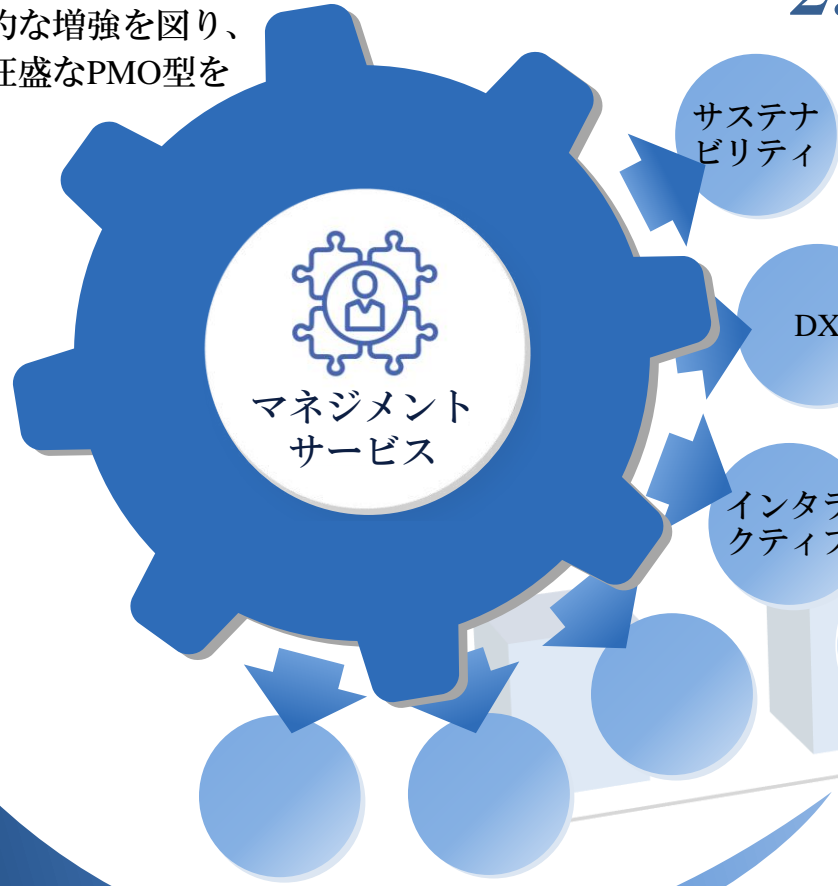 的な増強を図り、
旺盛なPMO型を
サステナ
ビリティ
DX
マネジメント
サービス
インタラ
クティブ